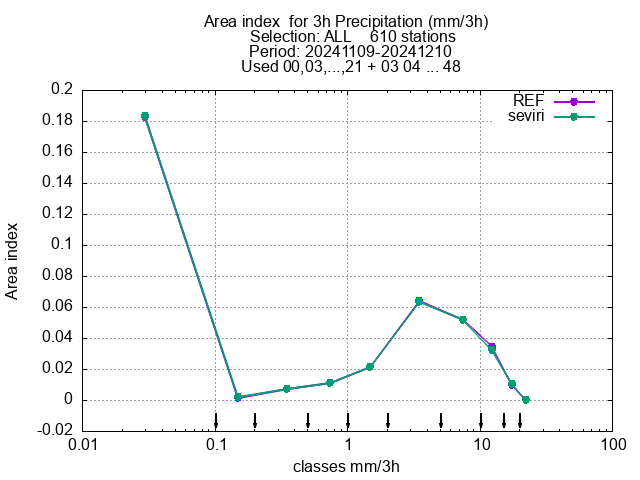 Area index  for 3h Precipitation (mm/3h)
Selection: ALL    610 stations
Period: 20241109-20241210
Used 00,03,...,21 + 03 04 ... 48
REF
seviri
0.2
0.18
0.16
0.14
0.12
0.1
0.08
0.06
0.04
0.02
0
-0.02
Area index
0.01
0.1
1
10
100
classes mm/3h